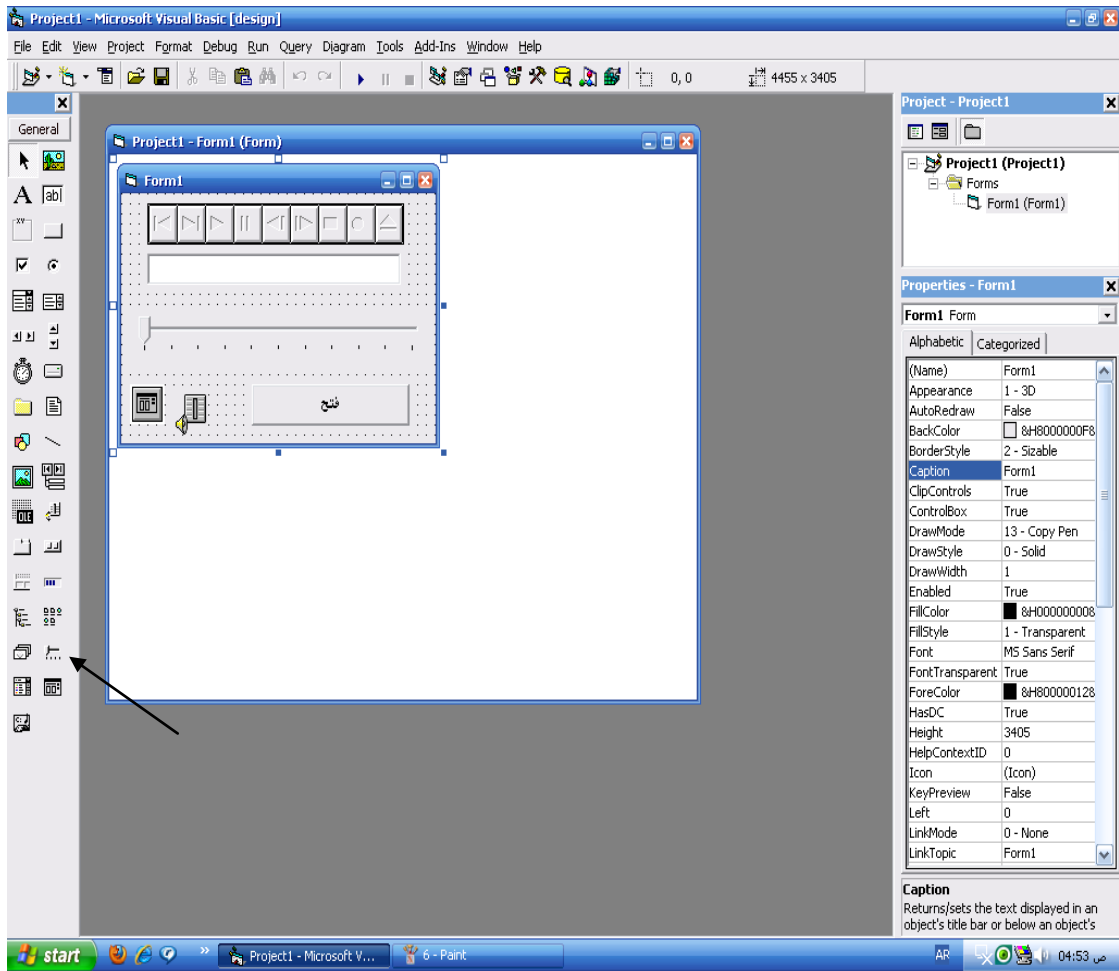 Project1 - Microsoft Visual Basic [design]
File Edit View Project Format Debug Run Query Diagram Tools Add-Ins Window Help
0, 0 4455 x 3405
General
A ab|
xy
OLE
Project1 - Form1 (Form)
Form1
فتح
Project - Project1
Project1 (Project1)
Forms
Form1 (Form1)
Properties - Form1
Form1 Form
Alphabetic Categorized
(Name) Form1
Appearance 1 - 3D
AutoRedraw False
BackColor &H8000000F&
BorderStyle 2 - Sizable
Caption Form1
ClipControls True
ControlBox True
DrawMode 13 - Copy Pen
DrawStyle 0 - Solid
DrawWidth 1
Enabled True
FillColor &H00000000&
FillStyle 1 - Transparent
Font MS Sans Serif
FontTransparent True
ForeColor &H80000012&
HasDC True
Height 3405
HelpContextID 0
Icon (Icon)
KeyPreview False
Left 0
LinkMode 0 - None
LinkTopic Form1
Caption
Returns/sets the text displayed in an
object's title bar or below an object's
start » Project1 - Microsoft V... 6 - Paint AR 04:53 ص